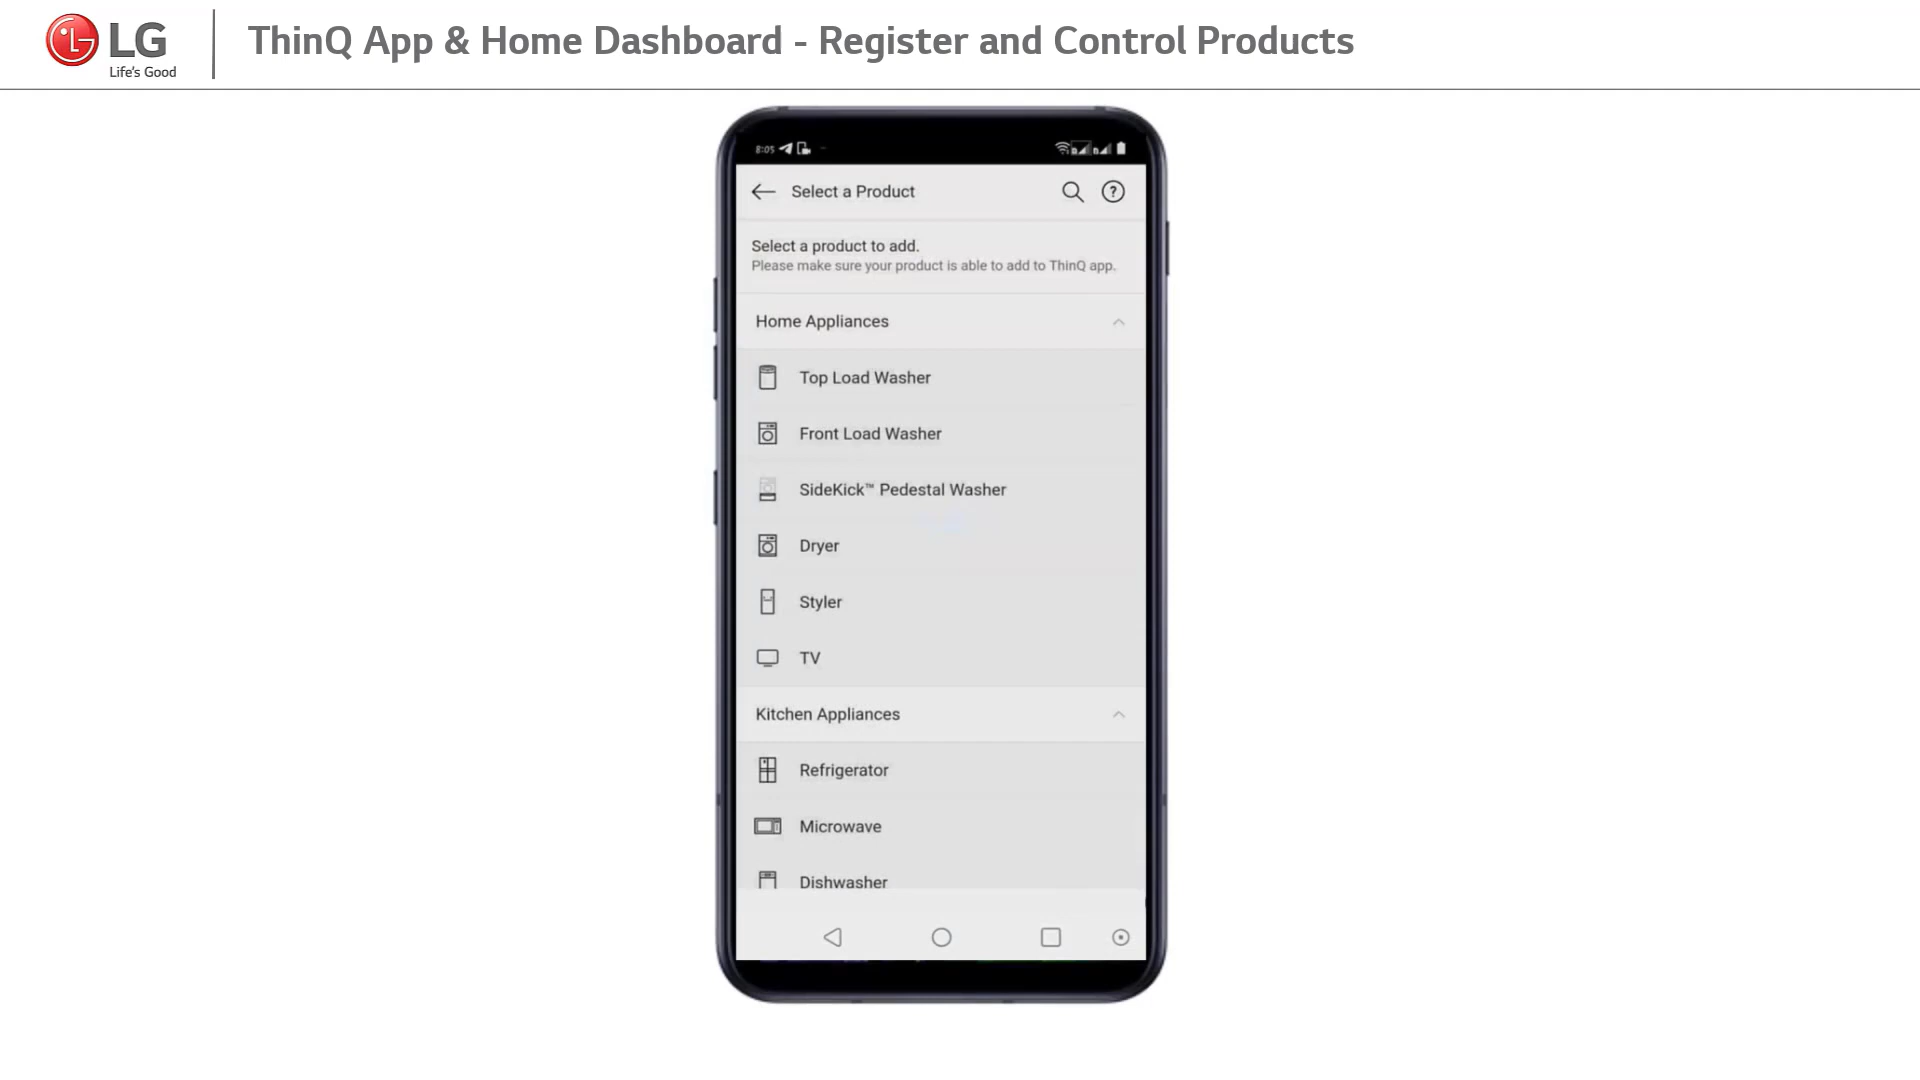 LG
Life's Good
ThinQ App & Home Dashboard - Register and Control Products
8:05
Select a Product
Select a product to add.
Please make sure your product is able to add to ThinQ app.
Home Appliances
Top Load Washer
Front Load Washer
SideKick™ Pedestal Washer
Dryer
Styler
TV
Kitchen Appliances
Refrigerator
Microwave
Dishwasher